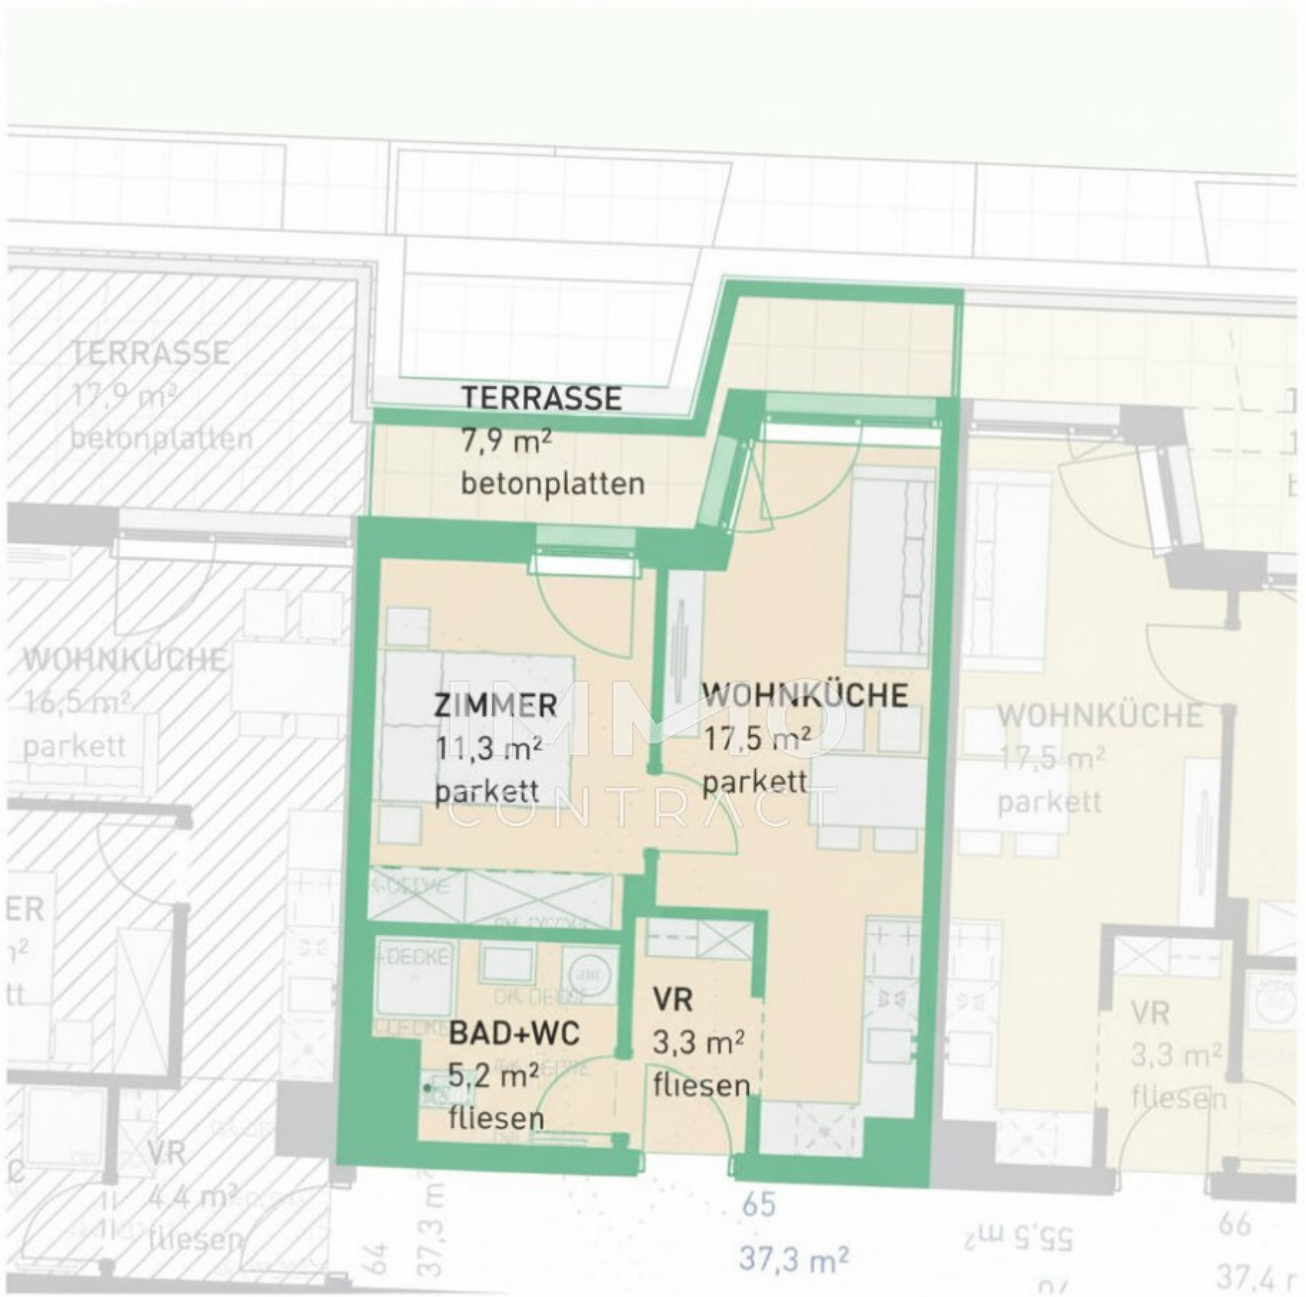 TERRASSE
17,9 m²
betonplatten
TERRASSE
7,9 m²
betonplatten
WOHNKÜCHE
16,5 m²
parkett
ZIMMER
11,3 m²
parkett
WOHNKÜCHE
17,5 m²
parkett
WOHNKÜCHE
17,5 m²
parkett
IMMO
CONTRACT
BAD+WC
5,2 m²
fliesen
VR
3,3 m²
fliesen
VR
3,3 m²
fliesen
VR
4,4 m²
fliesen
64
37,3 m²
65
37,3 m²
55,5 m²
66
37,4